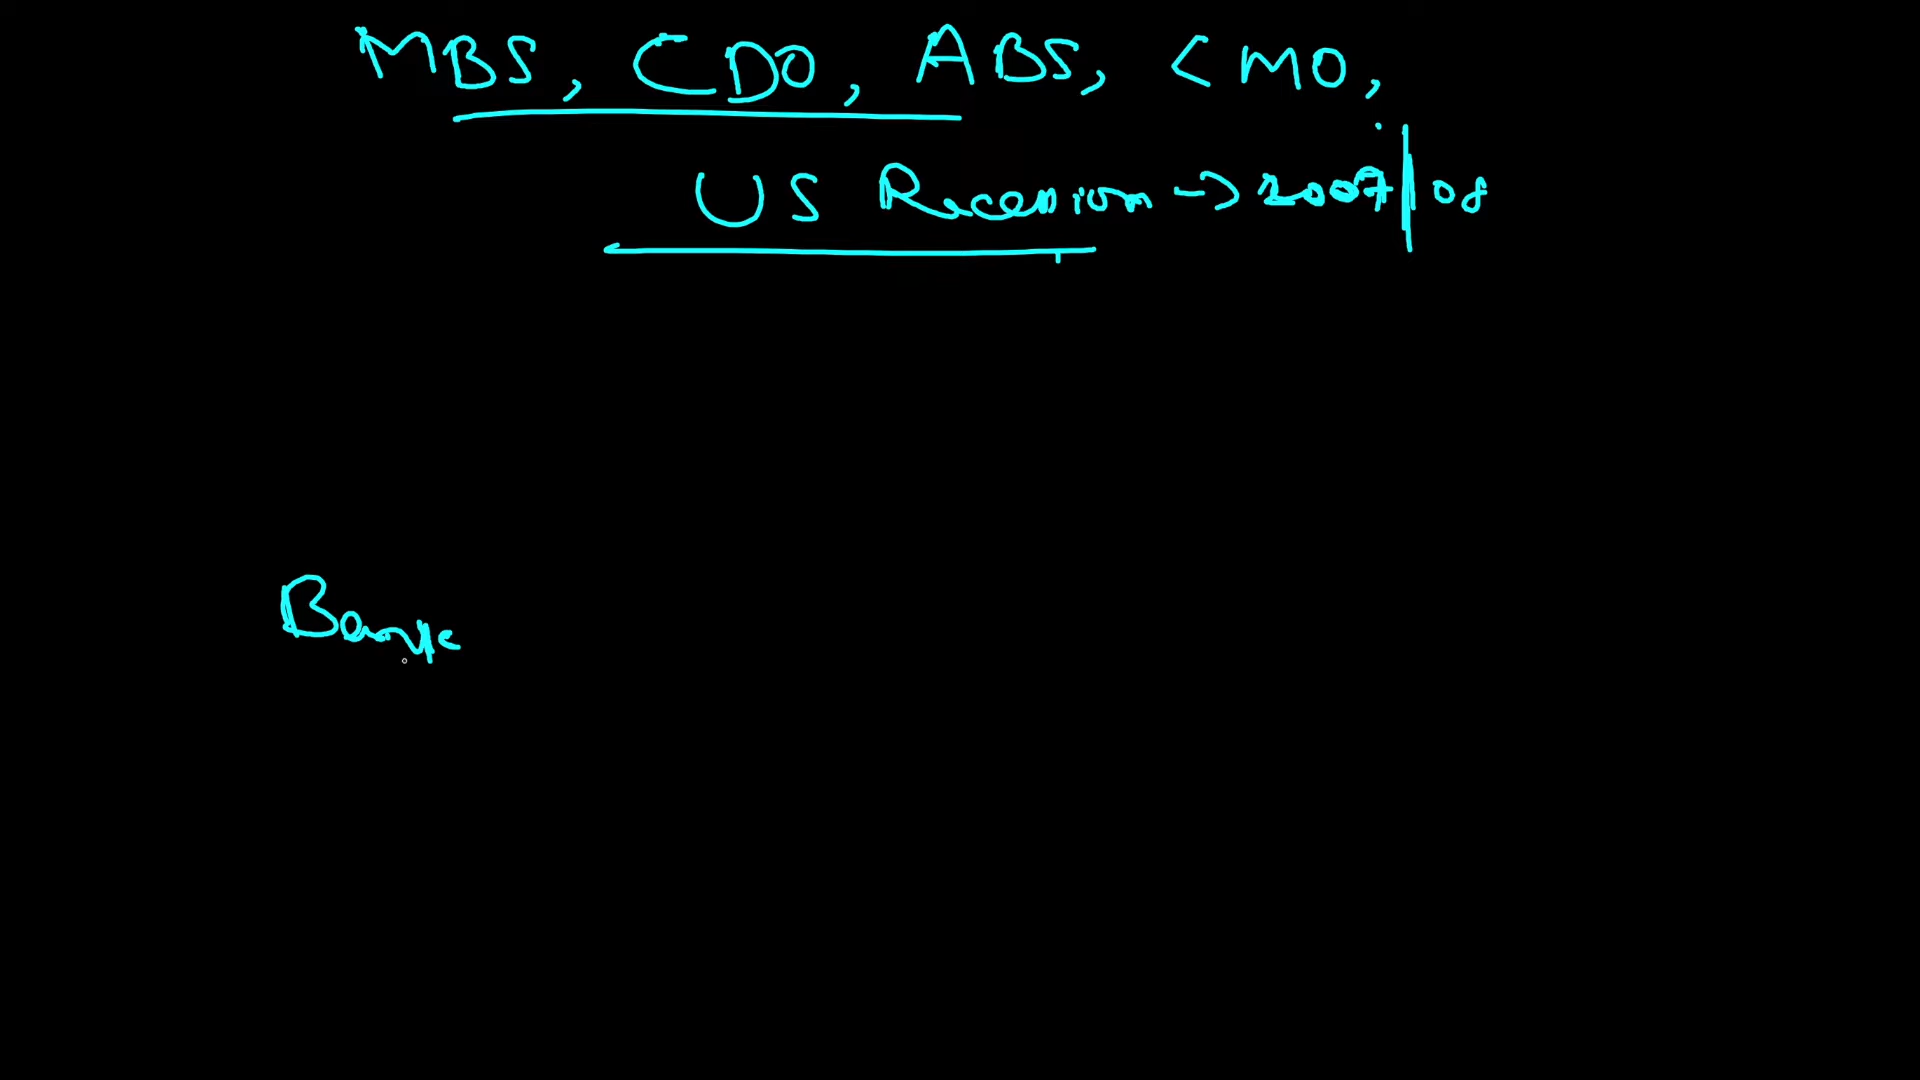 MBS, CDO, ABS, CMO,
US Recession → 2007/08
Bank